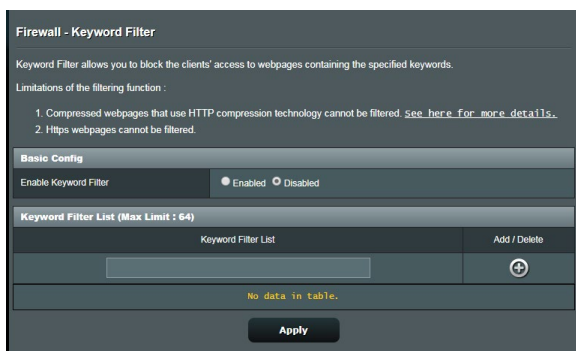 Firewall - Keyword Filter
Keyword Filter allows you to block the clients' access to webpages containing the specified keywords.
Limitations of the filtering function :
1. Compressed webpages that use HTTP compression technology cannot be filtered. See here for more details.
2. Https webpages cannot be filtered.
Basic Config
Enable Keyword Filter Enabled Disabled
Keyword Filter List (Max Limit : 64)
Keyword Filter List Add / Delete
No data in table.
Apply